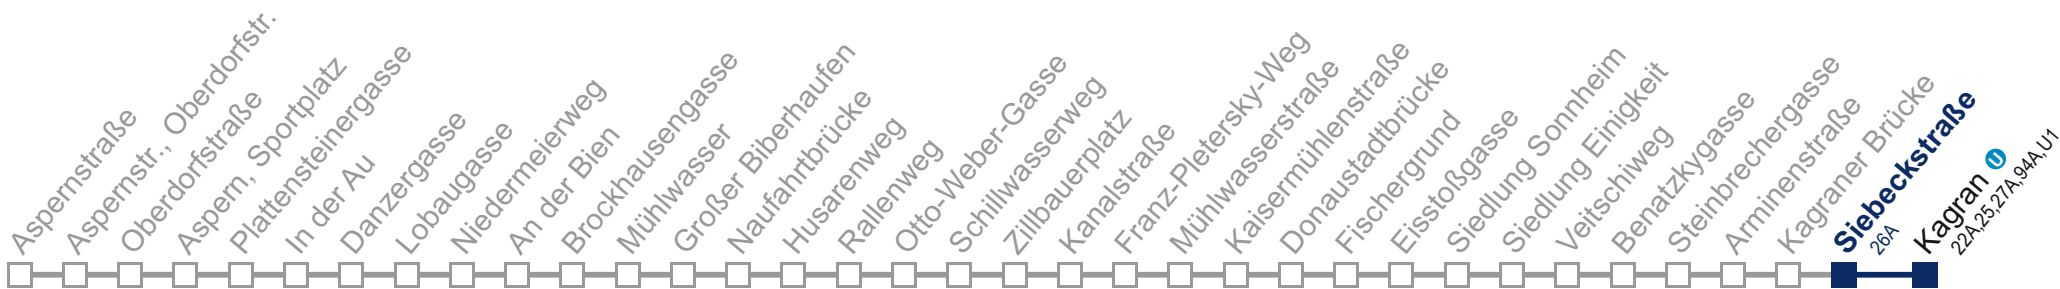 Aspernstraße
Aspernstr., Oberdorfstr.
Oberdorfstraße
Aspern, Sportplatz
Plattensteinergasse
In der Au
Danzergasse
Lobaugasse
Niedermeierweg
An der Bien
Brockhausengasse
Mühlwasser
Großer Biberhaufen
Naufahrtbrücke
Husarenweg
Rallenweg
Otto-Weber-Gasse
Schillwasserweg
Zillbauerplatz
Kanalstraße
Franz-Pletersky-Weg
Mühlwasserstraße
Kaisermühlenstraße
Donaustadtbrücke
Fischergrund
Eisstoßgasse
Siedlung Sonnheim
Siedlung Einigkeit
Veitschiweg
Benatzkygasse
Steinbrechergasse
Arminenstraße
Kagraner Brücke
Siebeckstraße
26A
Kagran U
22A,25,27A,94A,U1